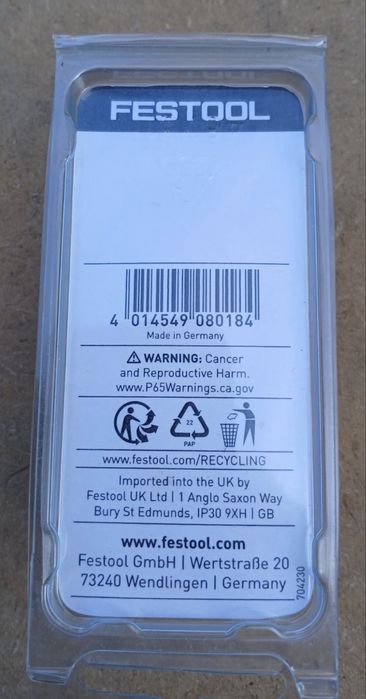 FESTOOL
4 014549 080184
Made in Germany
⚠ WARNING: Cancer
and Reproductive Harm.
www.P65Warnings.ca.gov
22
PAP
www.festool.com/RECYCLING
Imported into the UK by
Festool UK Ltd | 1 Anglo Saxon Way
Bury St Edmunds, IP30 9XH | GB
www.festool.com
Festool GmbH | Wertstraße 20
73240 Wendlingen | Germany
704230